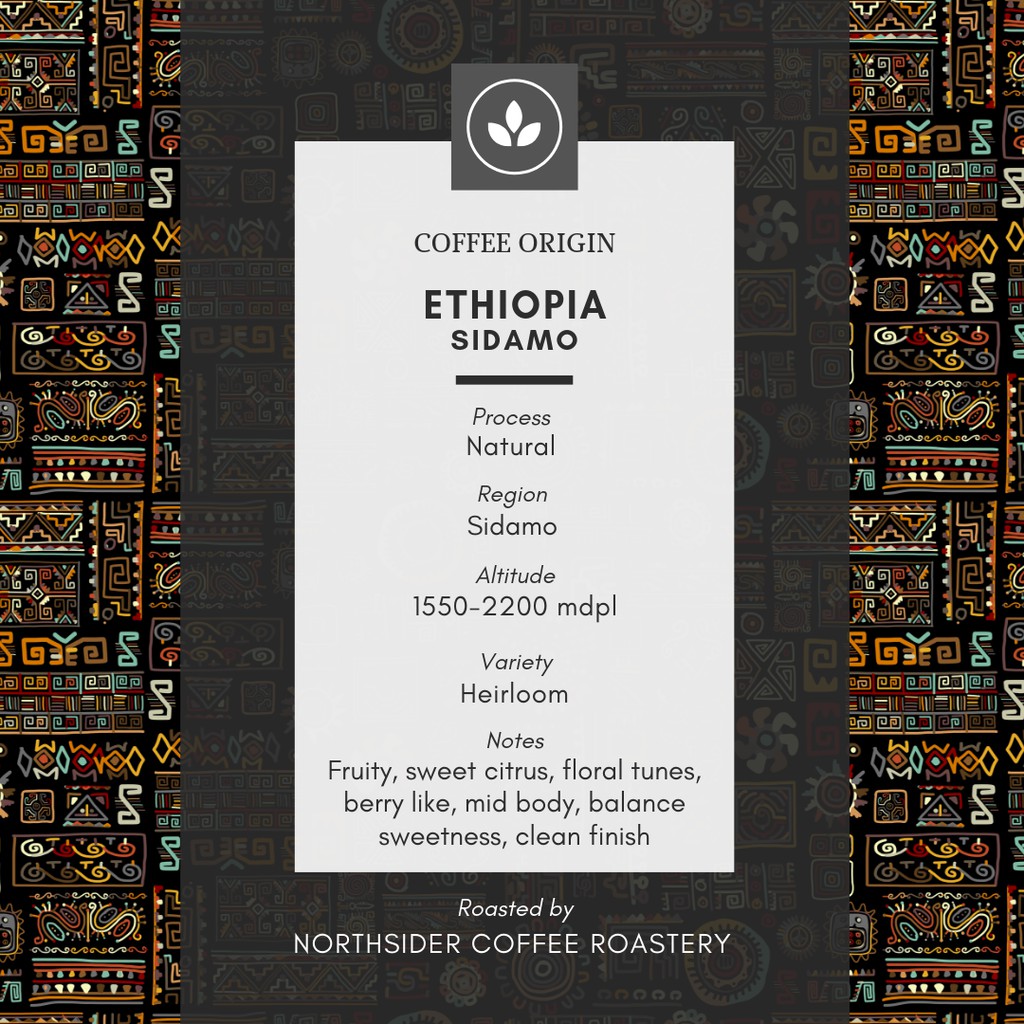 COFFEE ORIGIN
ETHIOPIA
SIDAMO
Process
Natural
Region
Sidamo
Altitude
1550-2200 mdpl
Variety
Heirloom
Notes
Fruity, sweet citrus, floral tunes,
berry like, mid body, balance
sweetness, clean finish
Roasted by
NORTHSIDER COFFEE ROASTERY